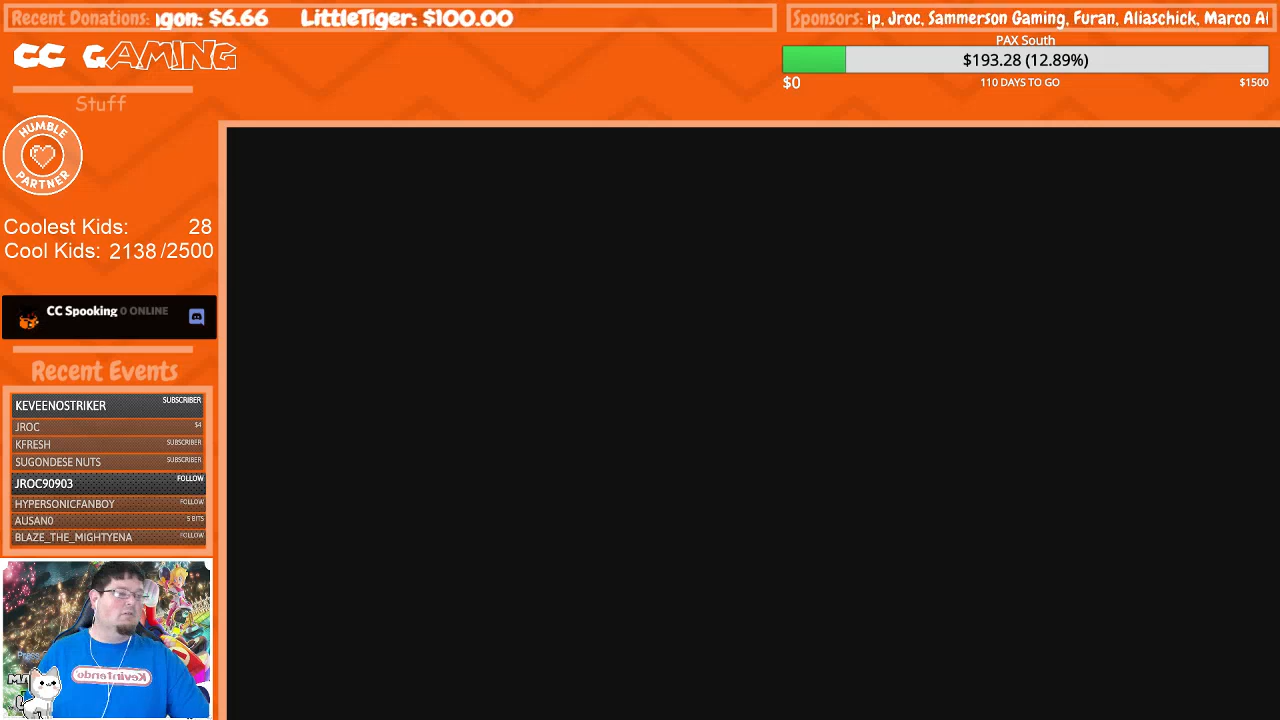 Recent Donations: gon: $6.66 LittleTiger: $100.00
Sponsors: ip, Jroc, Sammerson Gaming, Furan, Aliaschick, Marco
CC GAMING
PAX South
$193.28 (12.89%)
$0 110 DAYS TO GO $1500
Stuff
HUMBLE
PARTNER
Coolest Kids: 28
Cool Kids: 2138/2500
CC Spooking 0 ONLINE
Recent Events
KEVEENOSTRIKER SUBSCRIBER
JROC $4
KFRESH SUBSCRIBER
SUGONDESE NUTS SUBSCRIBER
JROC90903 FOLLOW
HYPERSONICFANBOY FOLLOW
AUSAN0 5 BITS
BLAZE_THE_MIGHTYENA FOLLOW
Press
Kevintendo